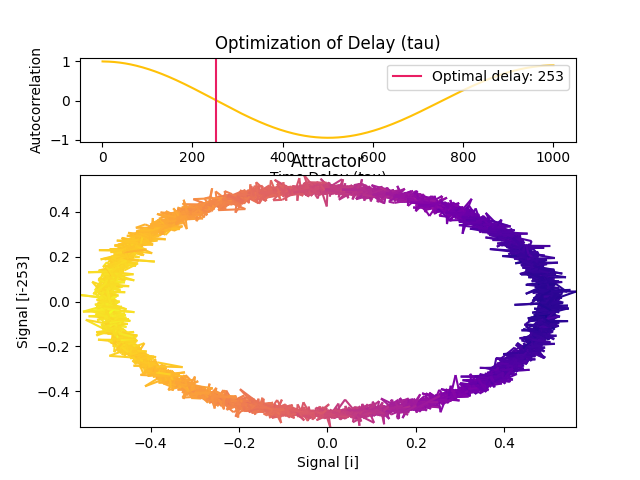 Optimization of Delay (tau)
Autocorrelation
1
0
−1
Optimal delay: 253
0 200 400 600 800 1000
Time Delay (tau)
Attractor
Signal [i-253]
0.4
0.2
0.0
−0.2
−0.4
−0.4 −0.2 0.0 0.2 0.4
Signal [i]